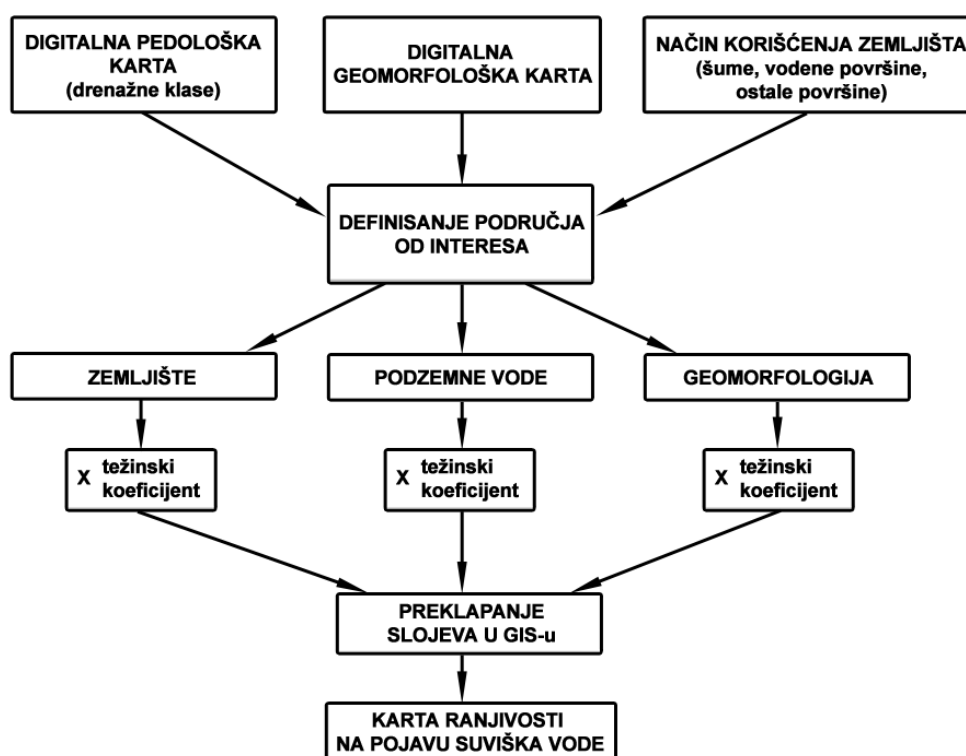 DIGITALNA PEDOLOŠKA
KARTA
(drenažne klase)
DIGITALNA
GEOMORFOLOŠKA KARTA
NAČIN KORIŠĆENJA ZEMLJIŠTA
(šume, vodene površine,
ostale površine)
DEFINISANJE PODRUČJA
OD INTERESA
ZEMLJIŠTE
PODZEMNE VODE
GEOMORFOLOGIJA
X težinski
koeficijent
X težinski
koeficijent
X težinski
koeficijent
PREKLAPANJE
SLOJEVA U GIS-u
KARTA RANJIVOSTI
NA POJAVU SUVIŠKA VODE